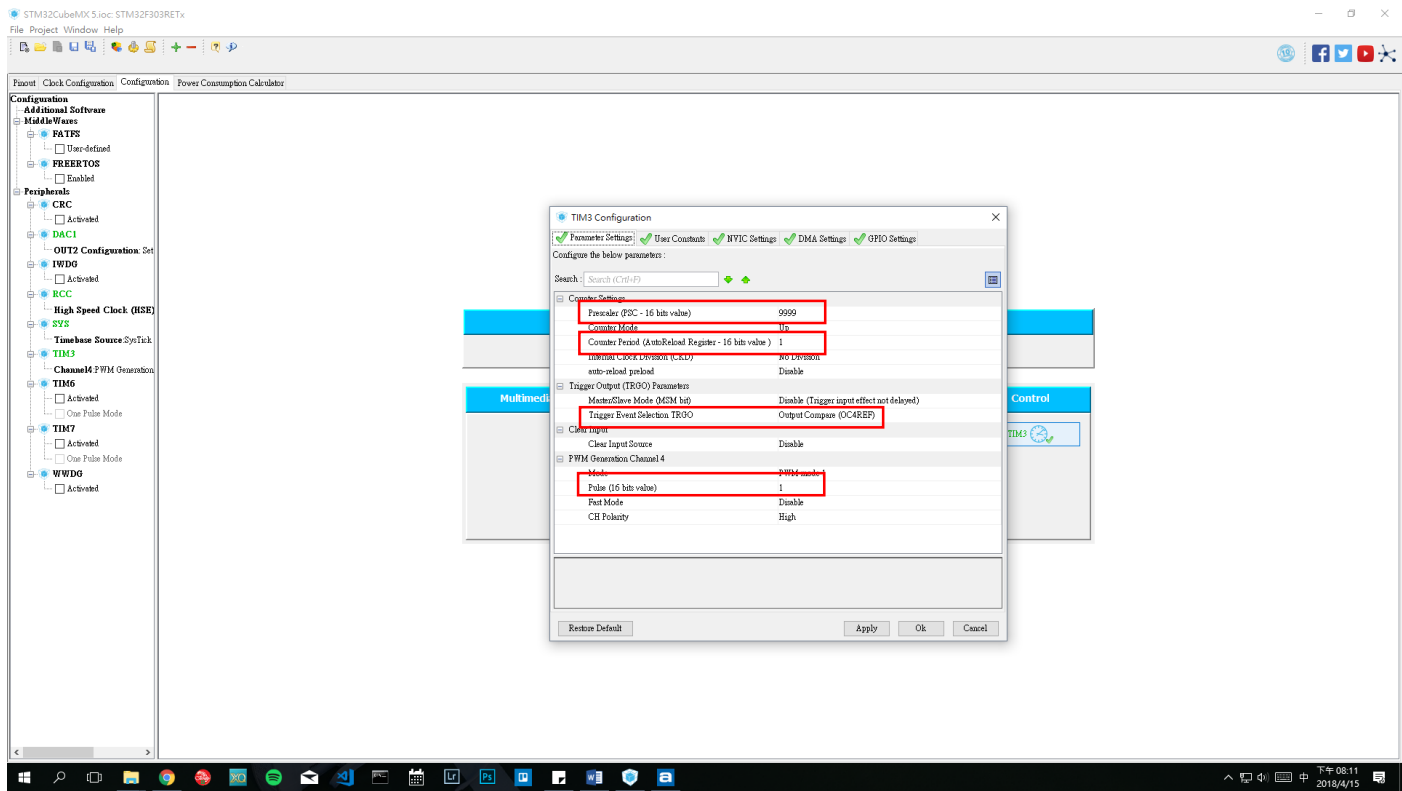 STM32CubeMX 5.ioc: STM32F303RETx
File Project Window Help
Pinout Clock Configuration Configuration Power Consumption Calculator
Configuration
Additional Software
MiddleWares
FATFS
User-defined
FREERTOS
Enabled
Peripherals
CRC
Activated
DAC1
OUT2 Configuration: Set
IWDG
Activated
RCC
High Speed Clock (HSE)
SYS
Timebase Source:SysTick
TIM3
Channel4:PWM Generation
TIM6
Activated
One Pulse Mode
TIM7
Activated
One Pulse Mode
WWDG
Activated
Multimedi
Control
TIM3
TIM3 Configuration
Parameter Settings User Constants NVIC Settings DMA Settings GPIO Settings
Configure the below parameters :
Search : Search (Crtl+F)
Counter Settings
Prescaler (PSC - 16 bits value) 9999
Counter Mode Up
Counter Period (AutoReload Register - 16 bits value ) 1
Internal Clock Division (CKD) No Division
auto-reload preload Disable
Trigger Output (TRGO) Parameters
Master/Slave Mode (MSM bit) Disable (Trigger input effect not delayed)
Trigger Event Selection TRGO Output Compare (OC4REF)
Clear Input
Clear Input Source Disable
PWM Generation Channel 4
Mode PWM mode 1
Pulse (16 bits value) 1
Fast Mode Disable
CH Polarity High
Restore Default Apply Ok Cancel
Lr Ps W a
中 下午 08:11
2018/4/15